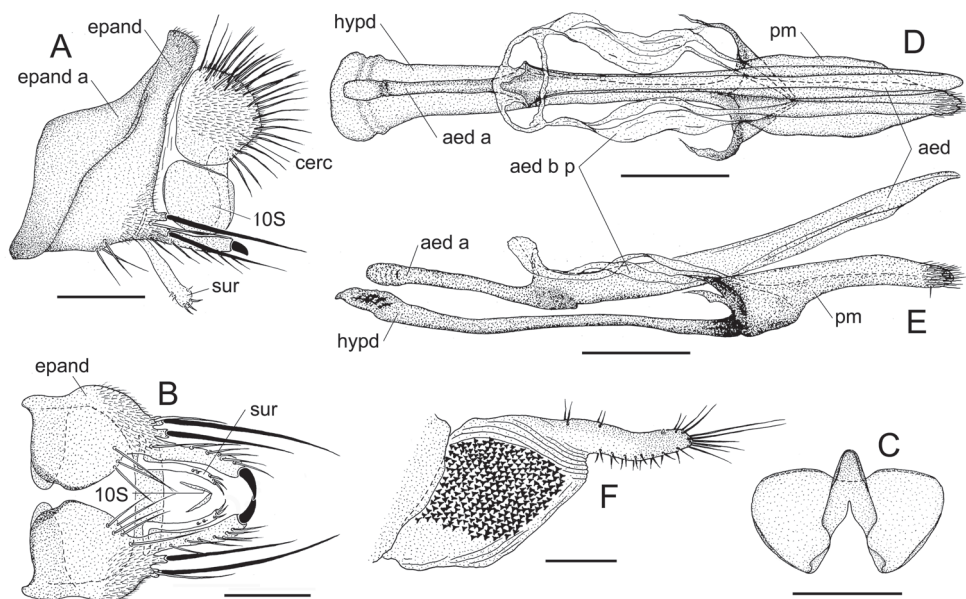 A
epand
epand a
cerc
10S
sur
hypd
pm
D
aed a
aed b p
aed
aed a
hypd
pm
E
epand
B
sur
10S
F
C